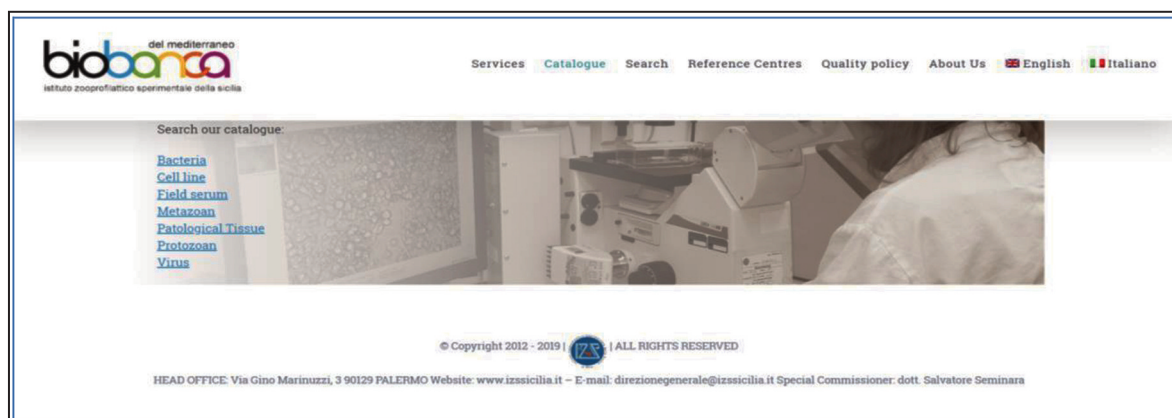 del mediterraneo
biobanca
istituto zooprofilattico sperimentale della sicilia
Services Catalogue Search Reference Centres Quality policy About Us English Italiano
Search our catalogue:
Bacteria
Cell line
Field serum
Metazoan
Patological Tissue
Protozoan
Virus
© Copyright 2012 - 2019 | IZS | ALL RIGHTS RESERVED
HEAD OFFICE: Via Gino Marinuzzi, 3 90129 PALERMO Website: www.izssicilia.it – E-mail: direzionegenerale@izssicilia.it Special Commissioner: dott. Salvatore Seminara